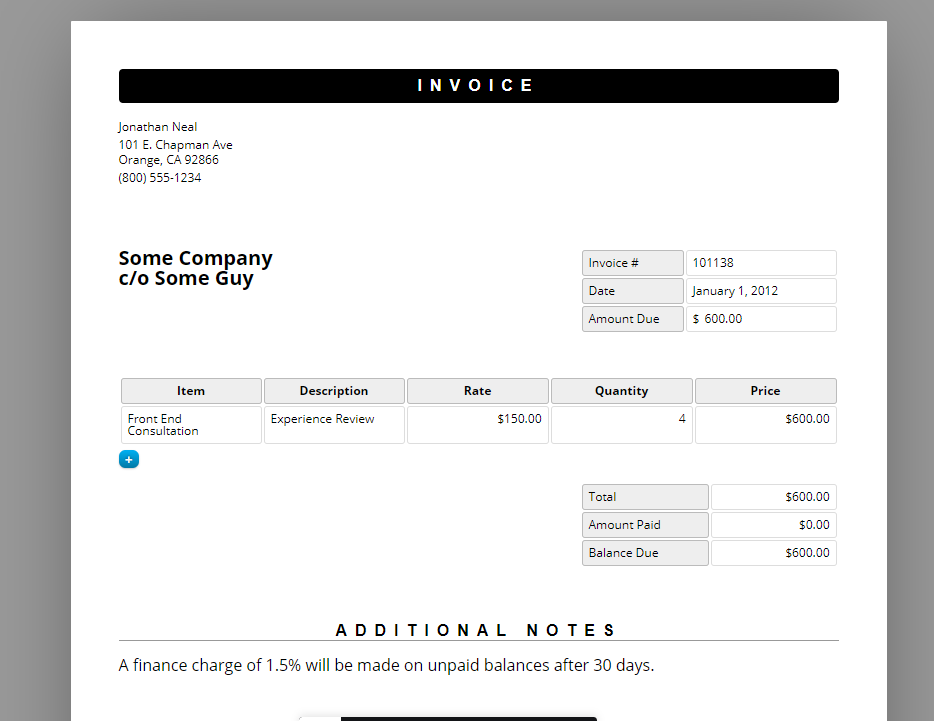 INVOICE
Jonathan Neal
101 E. Chapman Ave
Orange, CA 92866
(800) 555-1234
Some Company
c/o Some Guy
Invoice # 101138
Date January 1, 2012
Amount Due $ 600.00
Item Description Rate Quantity Price
Front End Experience Review $150.00 4 $600.00
Consultation
+
Total $600.00
Amount Paid $0.00
Balance Due $600.00
ADDITIONAL NOTES
A finance charge of 1.5% will be made on unpaid balances after 30 days.